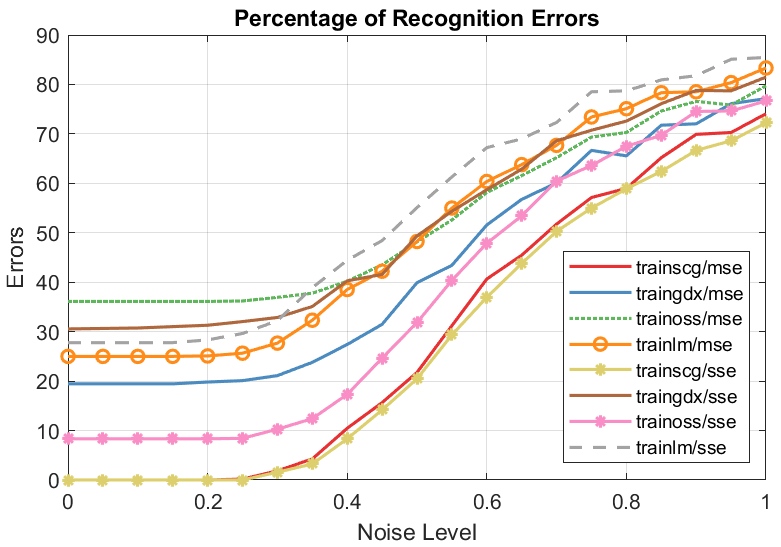 Percentage of Recognition Errors
90
80
70
60
50
40
30
20
10
0
Errors
0 0.2 0.4 0.6 0.8 1
Noise Level
trainscg/mse
traingdx/mse
trainoss/mse
trainlm/mse
trainscg/sse
traingdx/sse
trainoss/sse
trainlm/sse